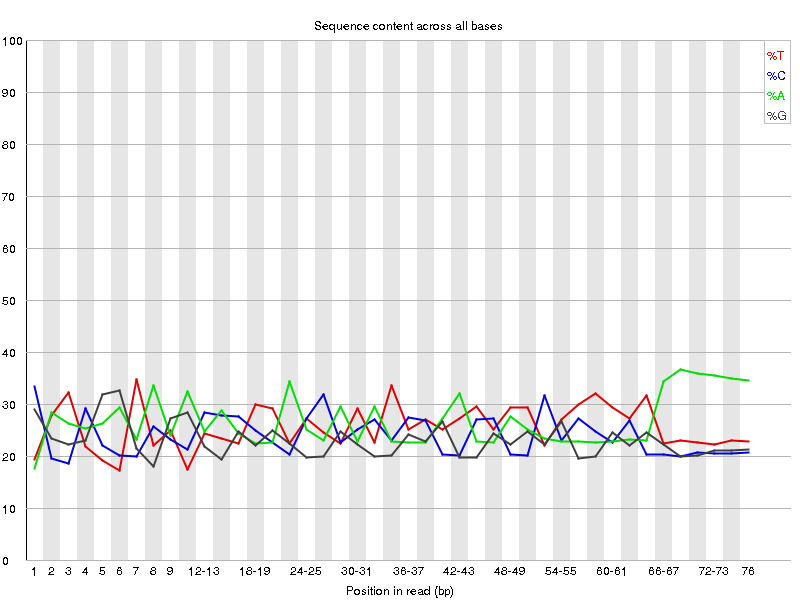 Sequence content across all bases
%T
%C
%A
%G
100
90
80
70
60
50
40
30
20
10
0
1 2 3 4 5 6 7 8 9 12-13 18-19 24-25 30-31 36-37 42-43 48-49 54-55 60-61 66-67 72-73 76
Position in read (bp)